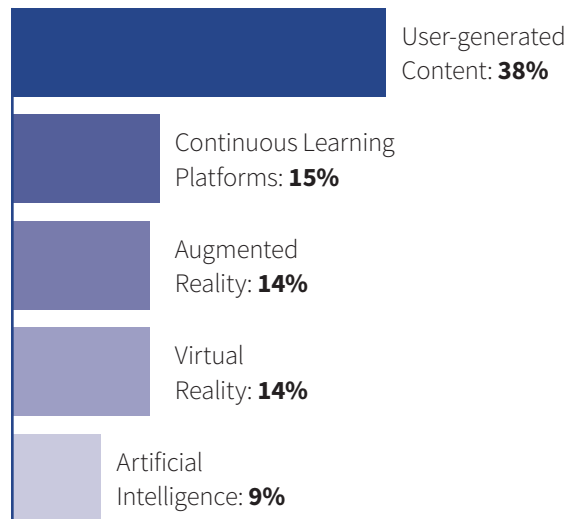 User-generated
Content: 38%
Continuous Learning
Platforms: 15%
Augmented
Reality: 14%
Virtual
Reality: 14%
Artificial
Intelligence: 9%